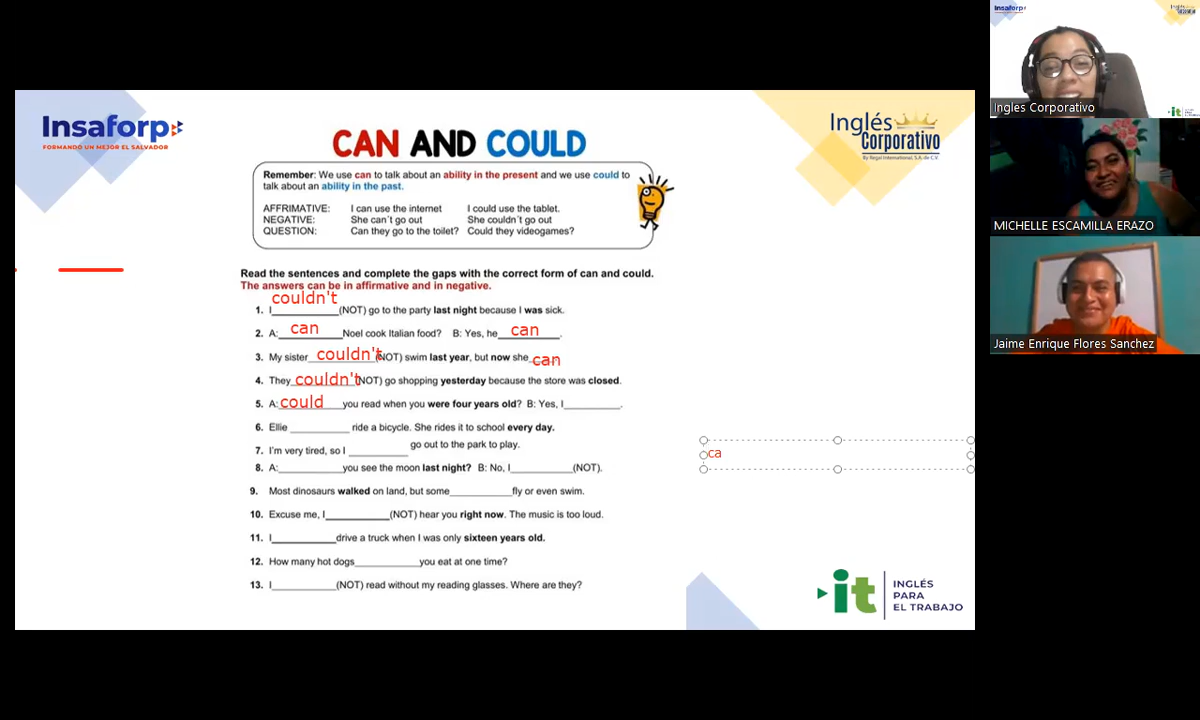 Insaforp
FORMANDO UN MEJOR EL SALVADOR
Inglés
Corporativo
By Regal International, S.A. de C.V.
CAN AND COULD
Remember: We use can to talk about an ability in the present and we use could to
talk about an ability in the past.
AFFRIMATIVE: I can use the internet I could use the tablet.
NEGATIVE: She can´t go out She couldn´t go out
QUESTION: Can they go to the toilet? Could they videogames?
Read the sentences and complete the gaps with the correct form of can and could.
The answers can be in affirmative and in negative.
couldn't
1. I____________(NOT) go to the party last night because I was sick.
2. A: can Noel cook Italian food? B: Yes, he can.
3. My sister couldn't (NOT) swim last year, but now she can
4. They couldn't (NOT) go shopping yesterday because the store was closed.
5. A: could you read when you were four years old? B: Yes, I__________.
6. Ellie __________ ride a bicycle. She rides it to school every day.
7. I'm very tired, so I __________ go out to the park to play.
8. A:___________you see the moon last night? B: No, I___________(NOT).
9. Most dinosaurs walked on land, but some___________fly or even swim.
10. Excuse me, I___________(NOT) hear you right now. The music is too loud.
11. I___________drive a truck when I was only sixteen years old.
12. How many hot dogs___________you eat at one time?
13. I___________(NOT) read without my reading glasses. Where are they?
ca
it
INGLÉS
PARA
EL TRABAJO
Insaforp
Ingles Corporativo
it
MICHELLE ESCAMILLA ERAZO
Jaime Enrique Flores Sanchez